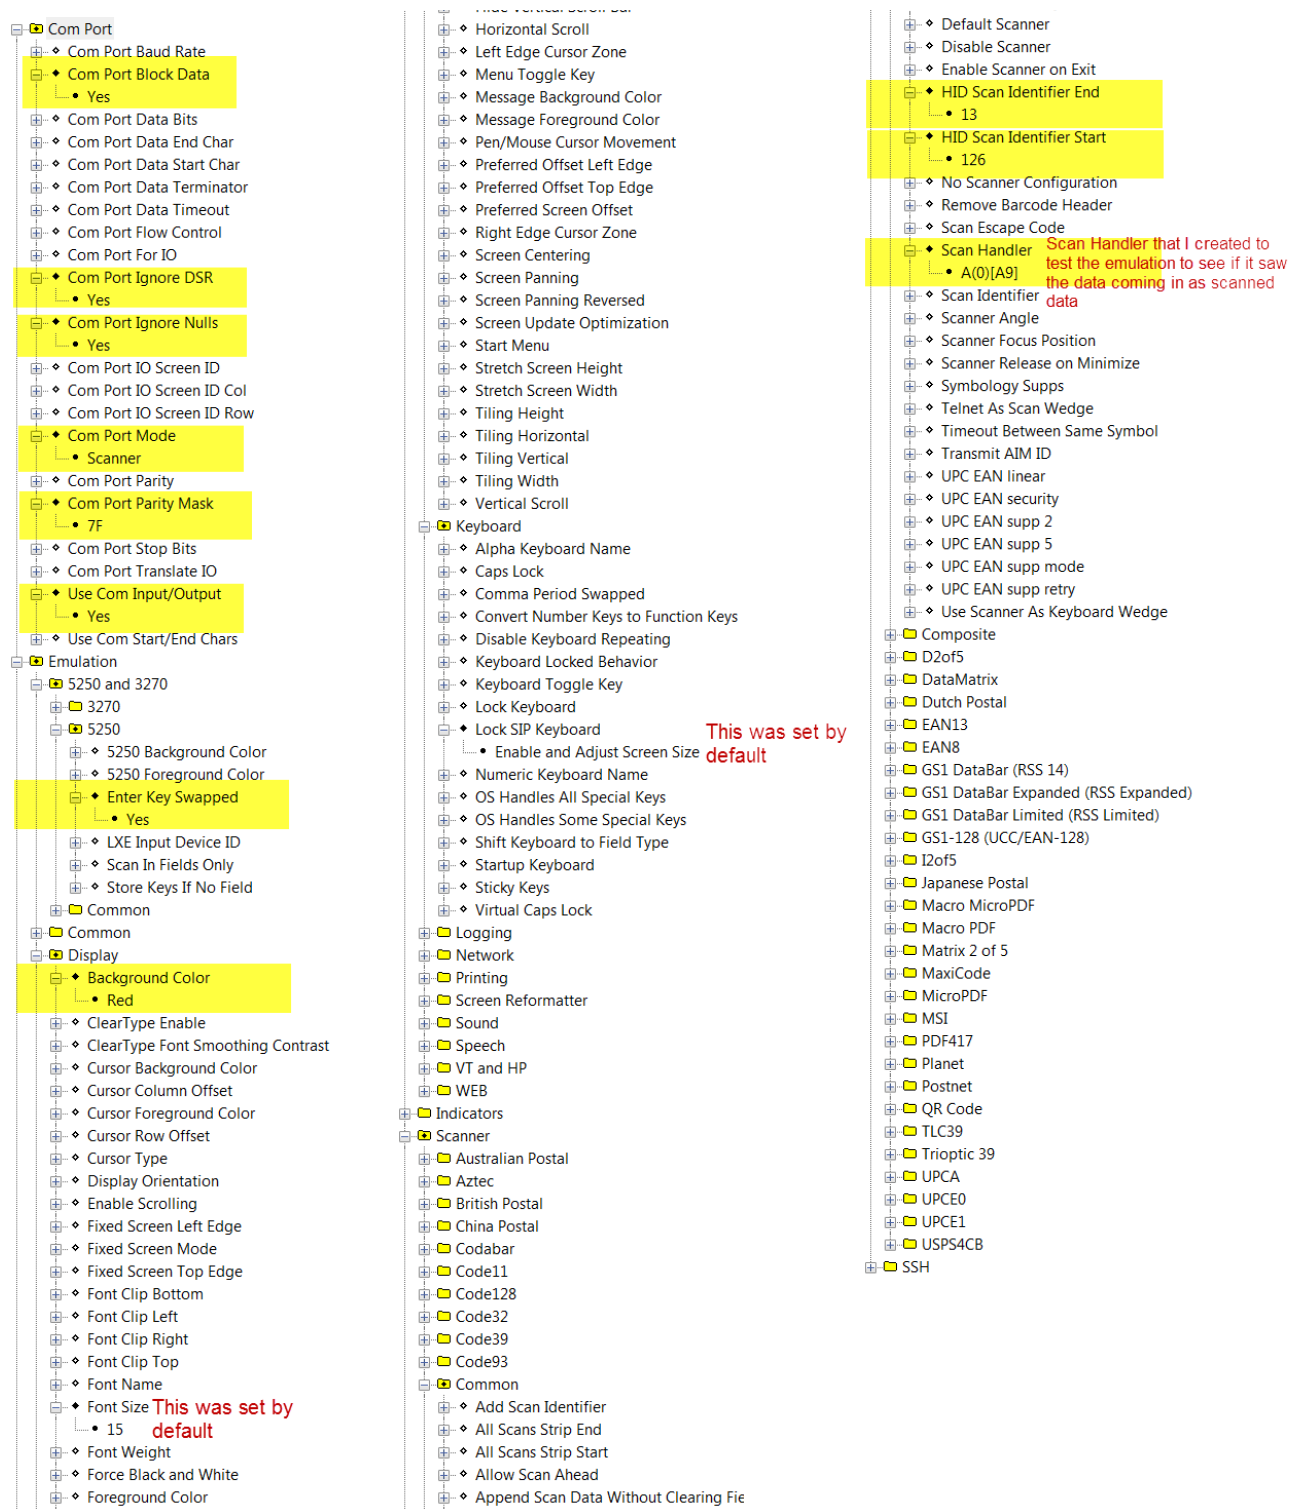 Com Port
Com Port Baud Rate
Com Port Block Data
Yes
Com Port Data Bits
Com Port Data End Char
Com Port Data Start Char
Com Port Data Terminator
Com Port Data Timeout
Com Port Flow Control
Com Port For IO
Com Port Ignore DSR
Yes
Com Port Ignore Nulls
Yes
Com Port IO Screen ID
Com Port IO Screen ID Col
Com Port IO Screen ID Row
Com Port Mode
Scanner
Com Port Parity
Com Port Parity Mask
7F
Com Port Stop Bits
Com Port Translate IO
Use Com Input/Output
Yes
Use Com Start/End Chars
Emulation
5250 and 3270
3270
5250
5250 Background Color
5250 Foreground Color
Enter Key Swapped
Yes
LXE Input Device ID
Scan In Fields Only
Store Keys If No Field
Common
Common
Display
Background Color
Red
ClearType Enable
ClearType Font Smoothing Contrast
Cursor Background Color
Cursor Column Offset
Cursor Foreground Color
Cursor Row Offset
Cursor Type
Display Orientation
Enable Scrolling
Fixed Screen Left Edge
Fixed Screen Mode
Fixed Screen Top Edge
Font Clip Bottom
Font Clip Left
Font Clip Right
Font Clip Top
Font Name
Font Size This was set by
15 default
Font Weight
Force Black and White
Foreground Color
Hide Vertical Scroll Bar
Horizontal Scroll
Left Edge Cursor Zone
Menu Toggle Key
Message Background Color
Message Foreground Color
Pen/Mouse Cursor Movement
Preferred Offset Left Edge
Preferred Offset Top Edge
Preferred Screen Offset
Right Edge Cursor Zone
Screen Centering
Screen Panning
Screen Panning Reversed
Screen Update Optimization
Start Menu
Stretch Screen Height
Stretch Screen Width
Tiling Height
Tiling Horizontal
Tiling Vertical
Tiling Width
Vertical Scroll
Keyboard
Alpha Keyboard Name
Caps Lock
Comma Period Swapped
Convert Number Keys to Function Keys
Disable Keyboard Repeating
Keyboard Locked Behavior
Keyboard Toggle Key
Lock Keyboard
Lock SIP Keyboard This was set by
Enable and Adjust Screen Size default
Numeric Keyboard Name
OS Handles All Special Keys
OS Handles Some Special Keys
Shift Keyboard to Field Type
Startup Keyboard
Sticky Keys
Virtual Caps Lock
Logging
Network
Printing
Screen Reformatter
Sound
Speech
VT and HP
WEB
Indicators
Scanner
Australian Postal
Aztec
British Postal
China Postal
Codabar
Code11
Code128
Code32
Code39
Code93
Common
Add Scan Identifier
All Scans Strip End
All Scans Strip Start
Allow Scan Ahead
Append Scan Data Without Clearing Fie
Default Scanner
Disable Scanner
Enable Scanner on Exit
HID Scan Identifier End
13
HID Scan Identifier Start
126
No Scanner Configuration
Remove Barcode Header
Scan Escape Code
Scan Handler
A(0)[A9]
Scan Handler that I created to
test the emulation to see if it saw
the data coming in as scanned
data
Scan Identifier
Scanner Angle
Scanner Focus Position
Scanner Release on Minimize
Symbology Supps
Telnet As Scan Wedge
Timeout Between Same Symbol
Transmit AIM ID
UPC EAN linear
UPC EAN security
UPC EAN supp 2
UPC EAN supp 5
UPC EAN supp mode
UPC EAN supp retry
Use Scanner As Keyboard Wedge
Composite
D2of5
DataMatrix
Dutch Postal
EAN13
EAN8
GS1 DataBar (RSS 14)
GS1 DataBar Expanded (RSS Expanded)
GS1 DataBar Limited (RSS Limited)
GS1-128 (UCC/EAN-128)
I2of5
Japanese Postal
Macro MicroPDF
Macro PDF
Matrix 2 of 5
MaxiCode
MicroPDF
MSI
PDF417
Planet
Postnet
QR Code
TLC39
Trioptic 39
UPCA
UPCE0
UPCE1
USPS4CB
SSH